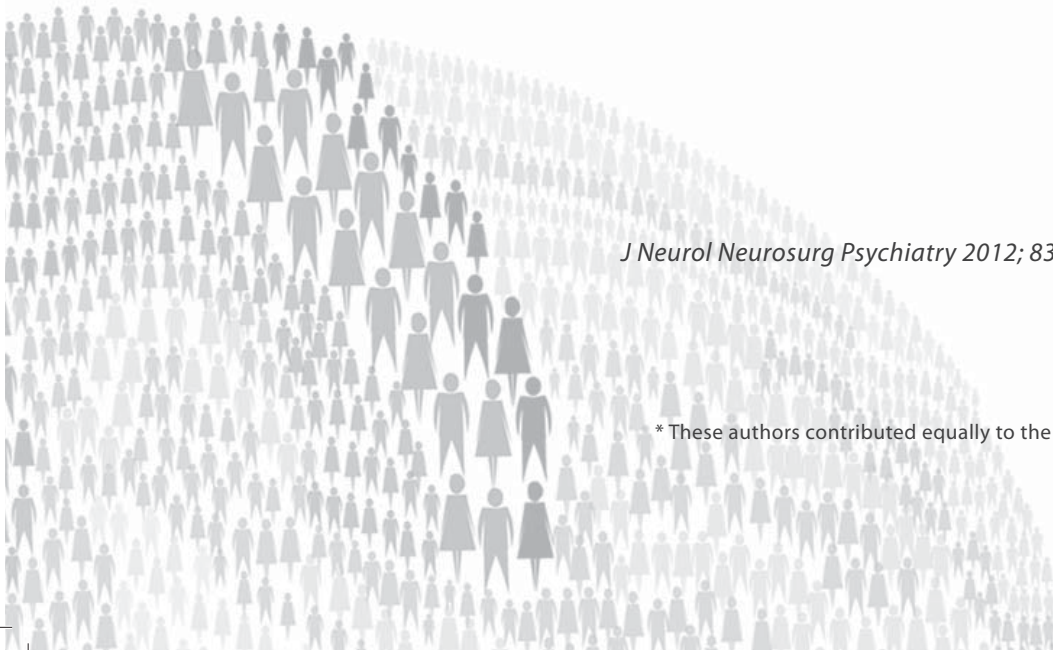 J Neurol Neurosurg Psychiatry 2012; 83
* These authors contributed equally to the